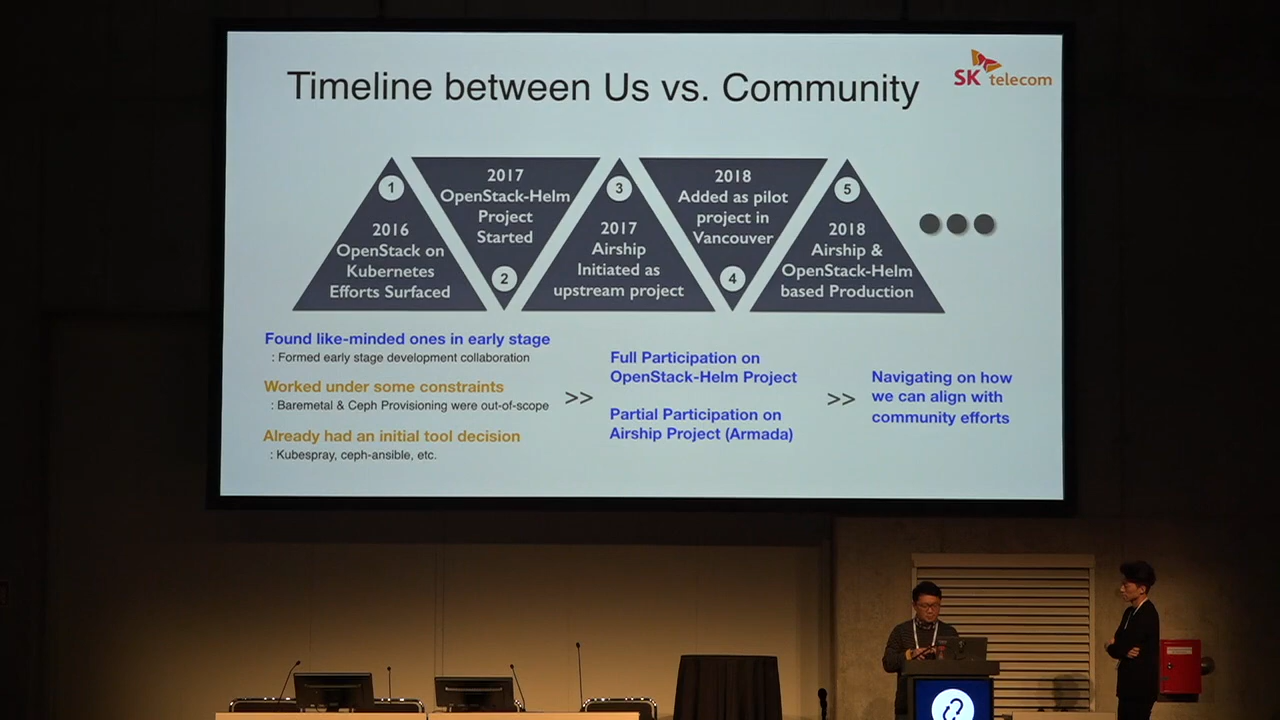 Timeline between Us vs. Community
SK telecom
1
2016
OpenStack on
Kubernetes
Efforts Surfaced
2017
OpenStack-Helm
Project
Started
2
3
2017
Airship
Initiated as
upstream project
2018
Added as pilot
project in
Vancouver
4
5
2018
Airship &
OpenStack-Helm
based Production
Found like-minded ones in early stage
: Formed early stage development collaboration
Worked under some constraints
: Baremetal & Ceph Provisioning were out-of-scope
Already had an initial tool decision
: Kubespray, ceph-ansible, etc.
>>
Full Participation on
OpenStack-Helm Project
Partial Participation on
Airship Project (Armada)
>>
Navigating on how
we can align with
community efforts